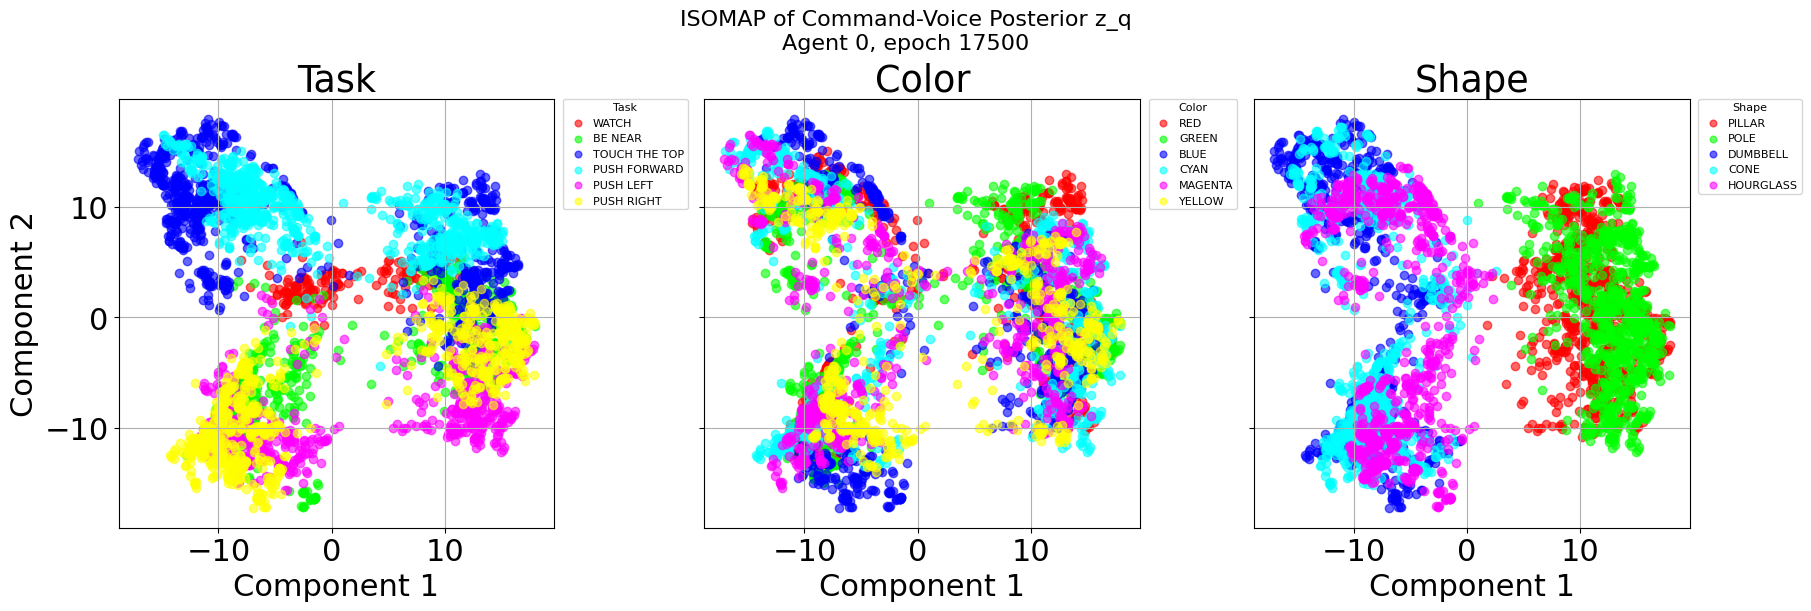 ISOMAP of Command-Voice Posterior z_q
Agent 0, epoch 17500
Task
Color
Shape
Task
WATCH
BE NEAR
TOUCH THE TOP
PUSH FORWARD
PUSH LEFT
PUSH RIGHT
Color
RED
GREEN
BLUE
CYAN
MAGENTA
YELLOW
Shape
PILLAR
POLE
DUMBBELL
CONE
HOURGLASS
Component 2
10
0
−10
−10 0 10
−10 0 10
−10 0 10
Component 1
Component 1
Component 1